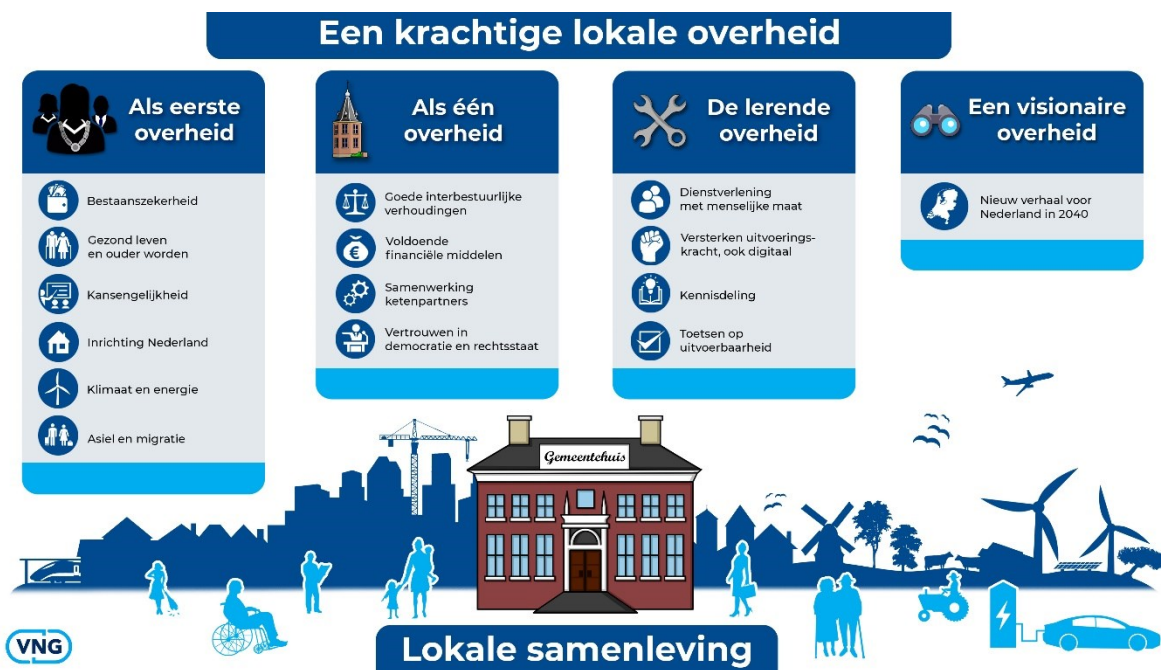 Een krachtige lokale overheid
Als eerste
overheid
Bestaanszekerheid
Gezond leven
en ouder worden
Kansengelijkheid
Inrichting Nederland
Klimaat en energie
Asiel en migratie
Als één
overheid
Goede interbestuurlijke
verhoudingen
Voldoende
financiële middelen
Samenwerking
ketenpartners
Vertrouwen in
democratie en rechtsstaat
De lerende
overheid
Dienstverlening
met menselijke maat
Versterken uitvoerings-
kracht, ook digitaal
Kennisdeling
Toetsen op
uitvoerbaarheid
Een visionaire
overheid
Nieuw verhaal voor
Nederland in 2040
Gemeentehuis
VNG
Lokale samenleving